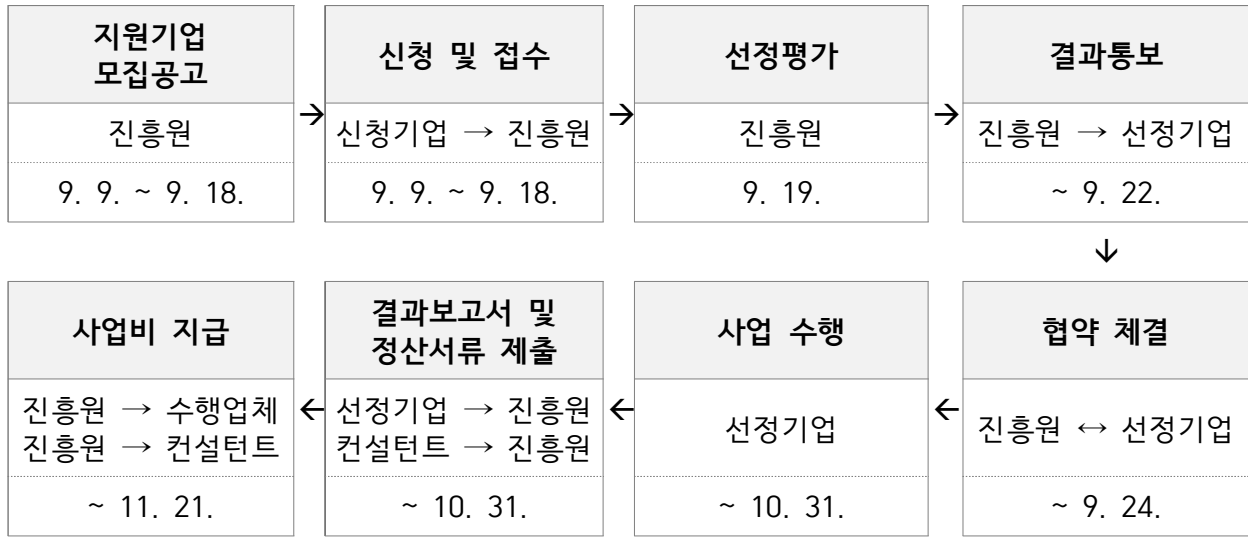 지원기업
모집공고
진흥원
9. 9. ~ 9. 18.
→
신청 및 접수
신청기업 → 진흥원
9. 9. ~ 9. 18.
→
선정평가
진흥원
9. 19.
→
결과통보
진흥원 → 선정기업
~ 9. 22.
↓
협약 체결
진흥원 ↔ 선정기업
~ 9. 24.
←
사업 수행
선정기업
~ 10. 31.
←
결과보고서 및
정산서류 제출
선정기업 → 진흥원
컨설턴트 → 진흥원
~ 10. 31.
←
사업비 지급
진흥원 → 수행업체
진흥원 → 컨설턴트
~ 11. 21.